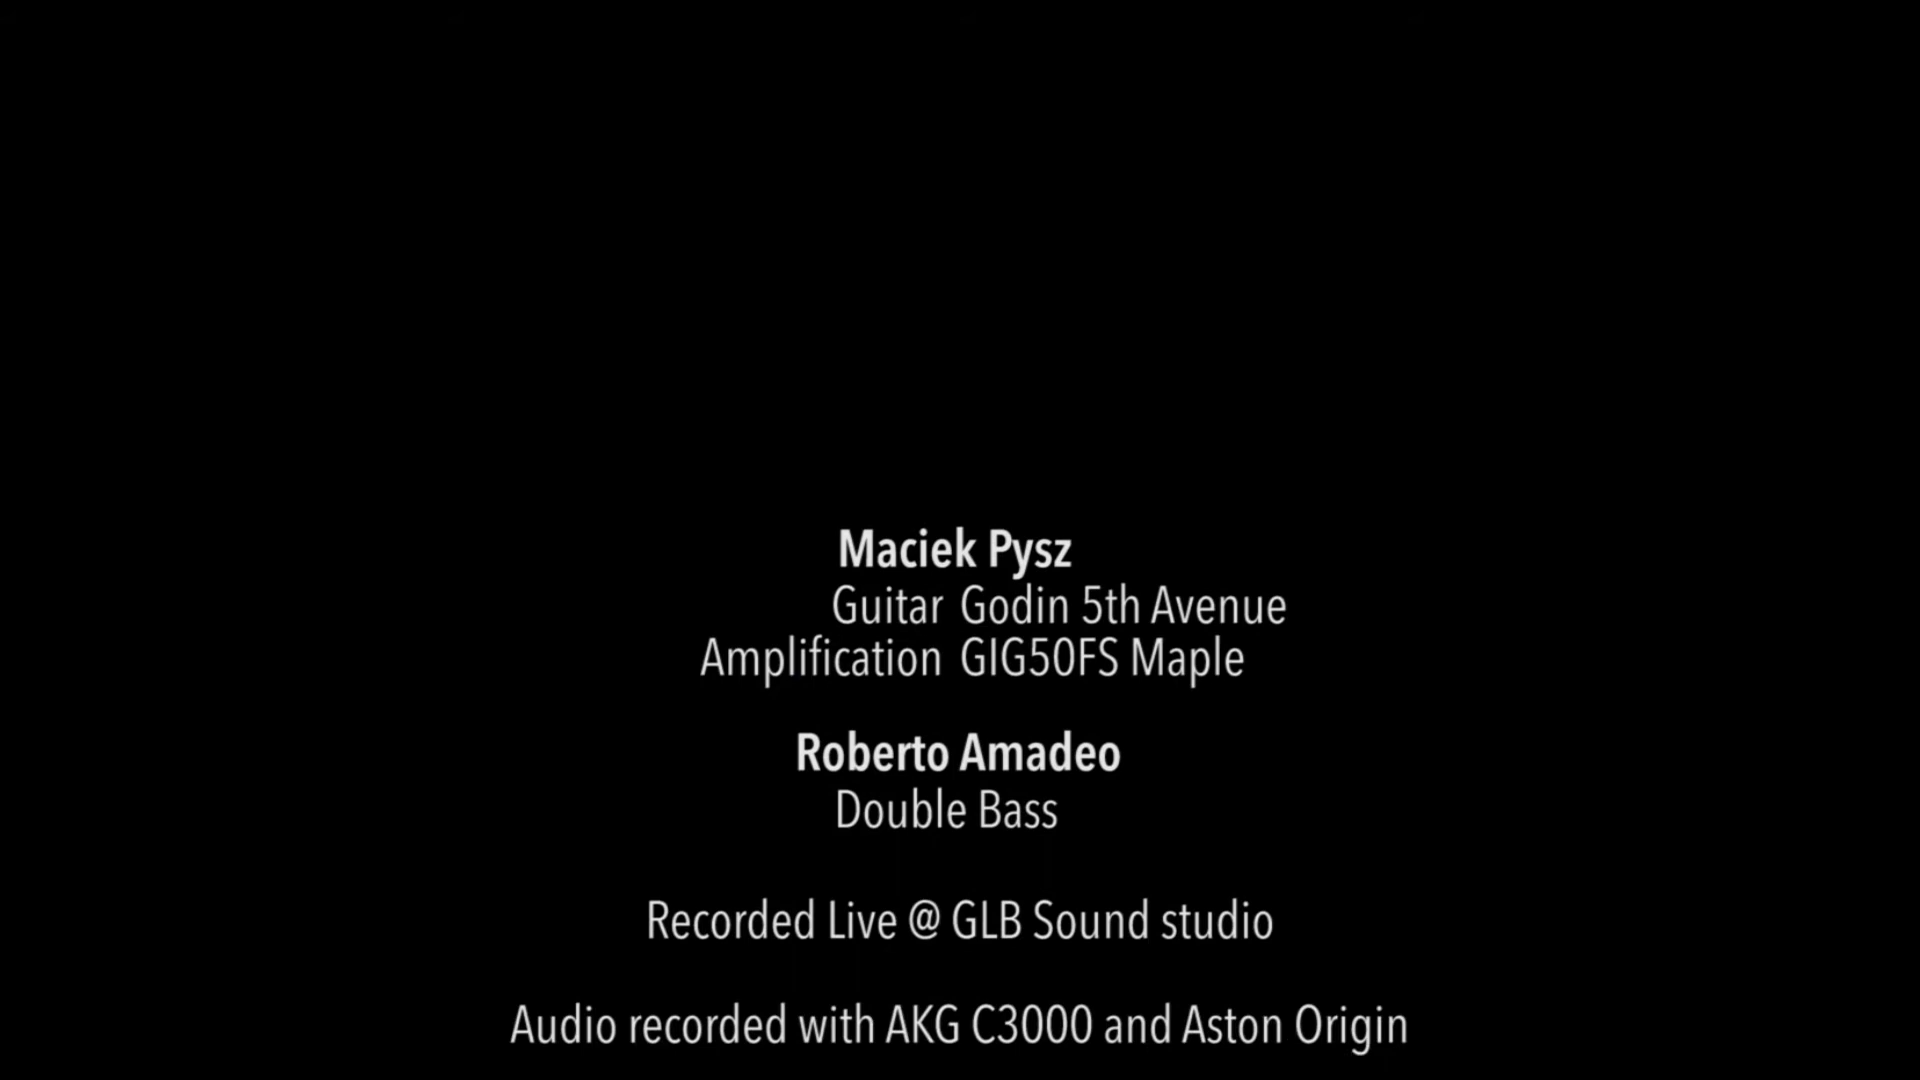 Maciek Pysz
Guitar Godin 5th Avenue
Amplification GIG50FS Maple
Roberto Amadeo
Double Bass
Recorded Live @ GLB Sound studio
Audio recorded with AKG C3000 and Aston Origin